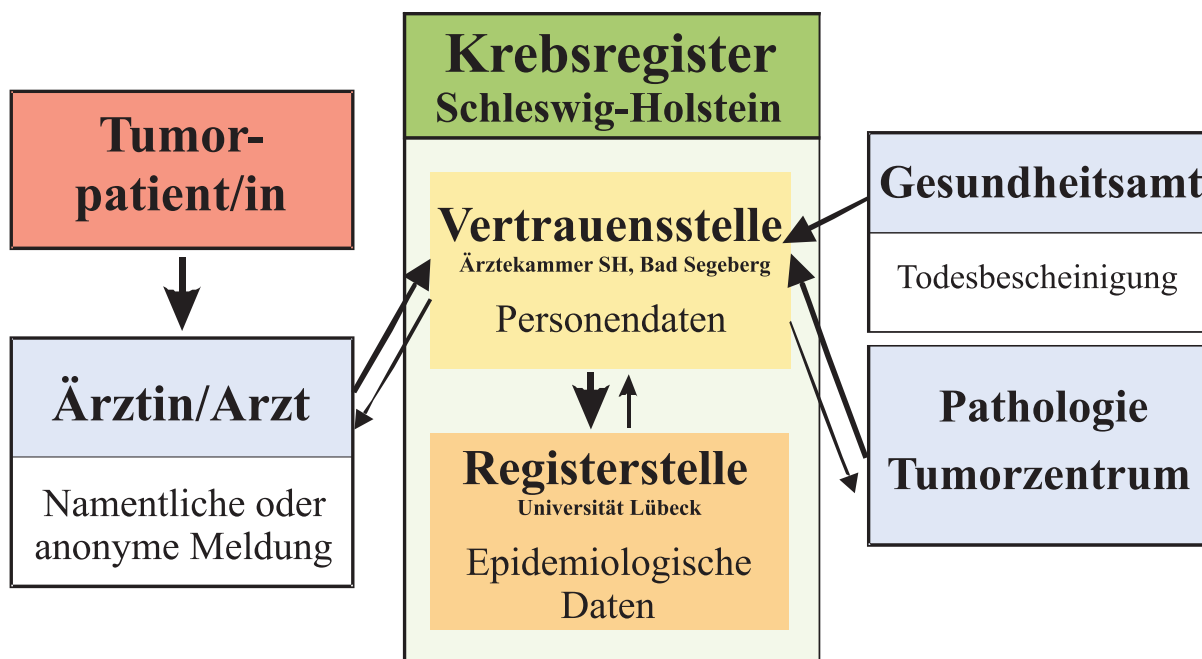 Krebsregister
Schleswig-Holstein
Tumor-
patient/in
Ärztin/Arzt
Namentliche oder
anonyme Meldung
Vertrauensstelle
Ärztekammer SH, Bad Segeberg
Personendaten
Registerstelle
Universität Lübeck
Epidemiologische
Daten
Gesundheitsamt
Todesbescheinigung
Pathologie
Tumorzentrum